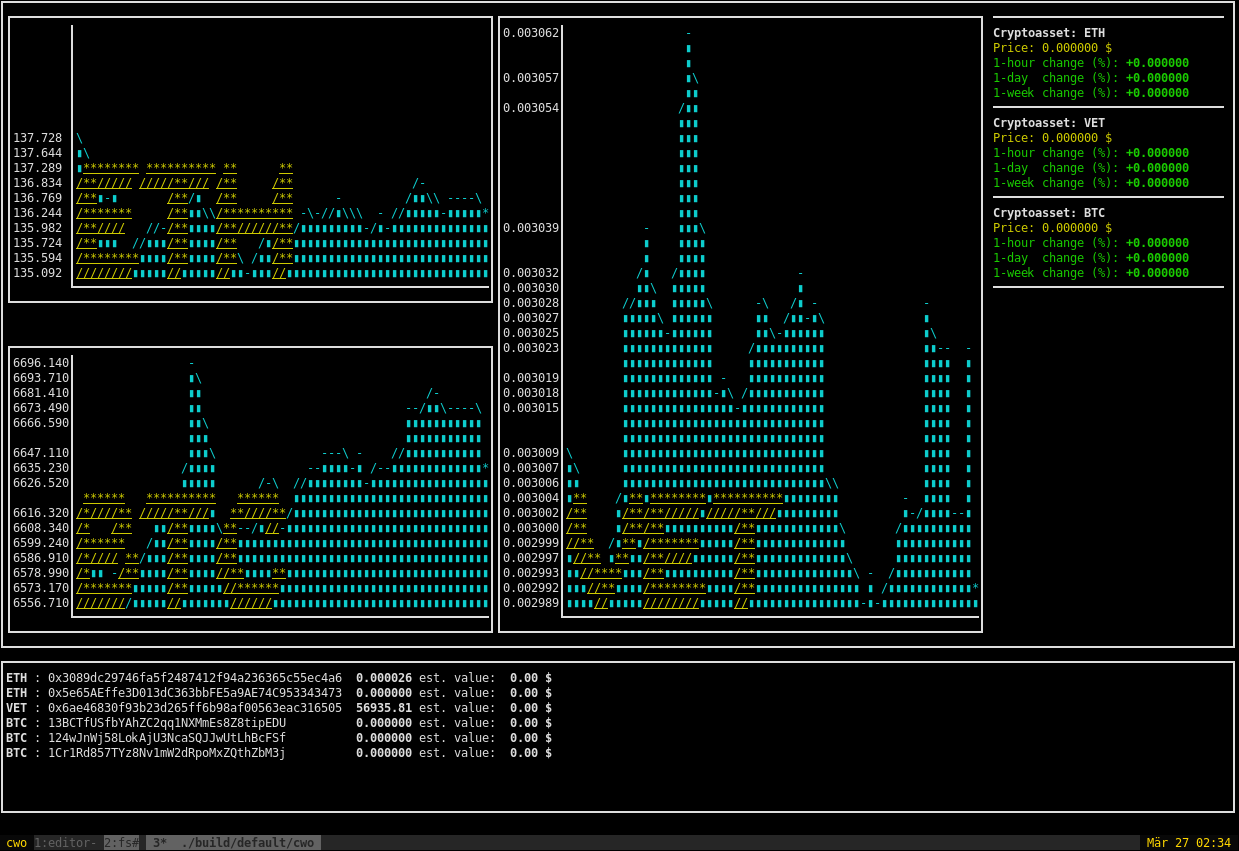 137.728
137.644
137.289
136.834
136.769
136.244
135.982
135.724
135.594
135.092
6696.140
6693.710
6681.410
6673.490
6666.590
6647.110
6635.230
6626.520
6616.320
6608.340
6599.240
6586.910
6578.990
6573.170
6556.710
0.003062
0.003057
0.003054
0.003039
0.003032
0.003030
0.003028
0.003027
0.003025
0.003023
0.003019
0.003018
0.003015
0.003009
0.003007
0.003006
0.003004
0.003002
0.003000
0.002999
0.002997
0.002993
0.002992
0.002989
Cryptoasset: ETH
Price: 0.000000 $
1-hour change (%): +0.000000
1-day  change (%): +0.000000
1-week change (%): +0.000000
Cryptoasset: VET
Price: 0.000000 $
1-hour change (%): +0.000000
1-day  change (%): +0.000000
1-week change (%): +0.000000
Cryptoasset: BTC
Price: 0.000000 $
1-hour change (%): +0.000000
1-day  change (%): +0.000000
1-week change (%): +0.000000
ETH : 0x3089dc29746fa5f2487412f94a236365c55ec4a6  0.000026 est. value:  0.00 $
ETH : 0x5e65AEffe3D013dC363bbFE5a9AE74C953343473  0.000000 est. value:  0.00 $
VET : 0x6ae46830f93b23d265ff6b98af00563eac316505  56935.81 est. value:  0.00 $
BTC : 13BCTfUSfbYAhZC2qq1NXMmEs8Z8tipEDU          0.000000 est. value:  0.00 $
BTC : 124wJnWj58LokAjU3NcaSQJJwUtLhBcFSf          0.000000 est. value:  0.00 $
BTC : 1Cr1Rd857TYz8Nv1mW2dRpoMxZQthZbM3j          0.000000 est. value:  0.00 $
cwo 1:editor- 2:fs# 3*  ./build/default/cwo  Mär 27 02:34